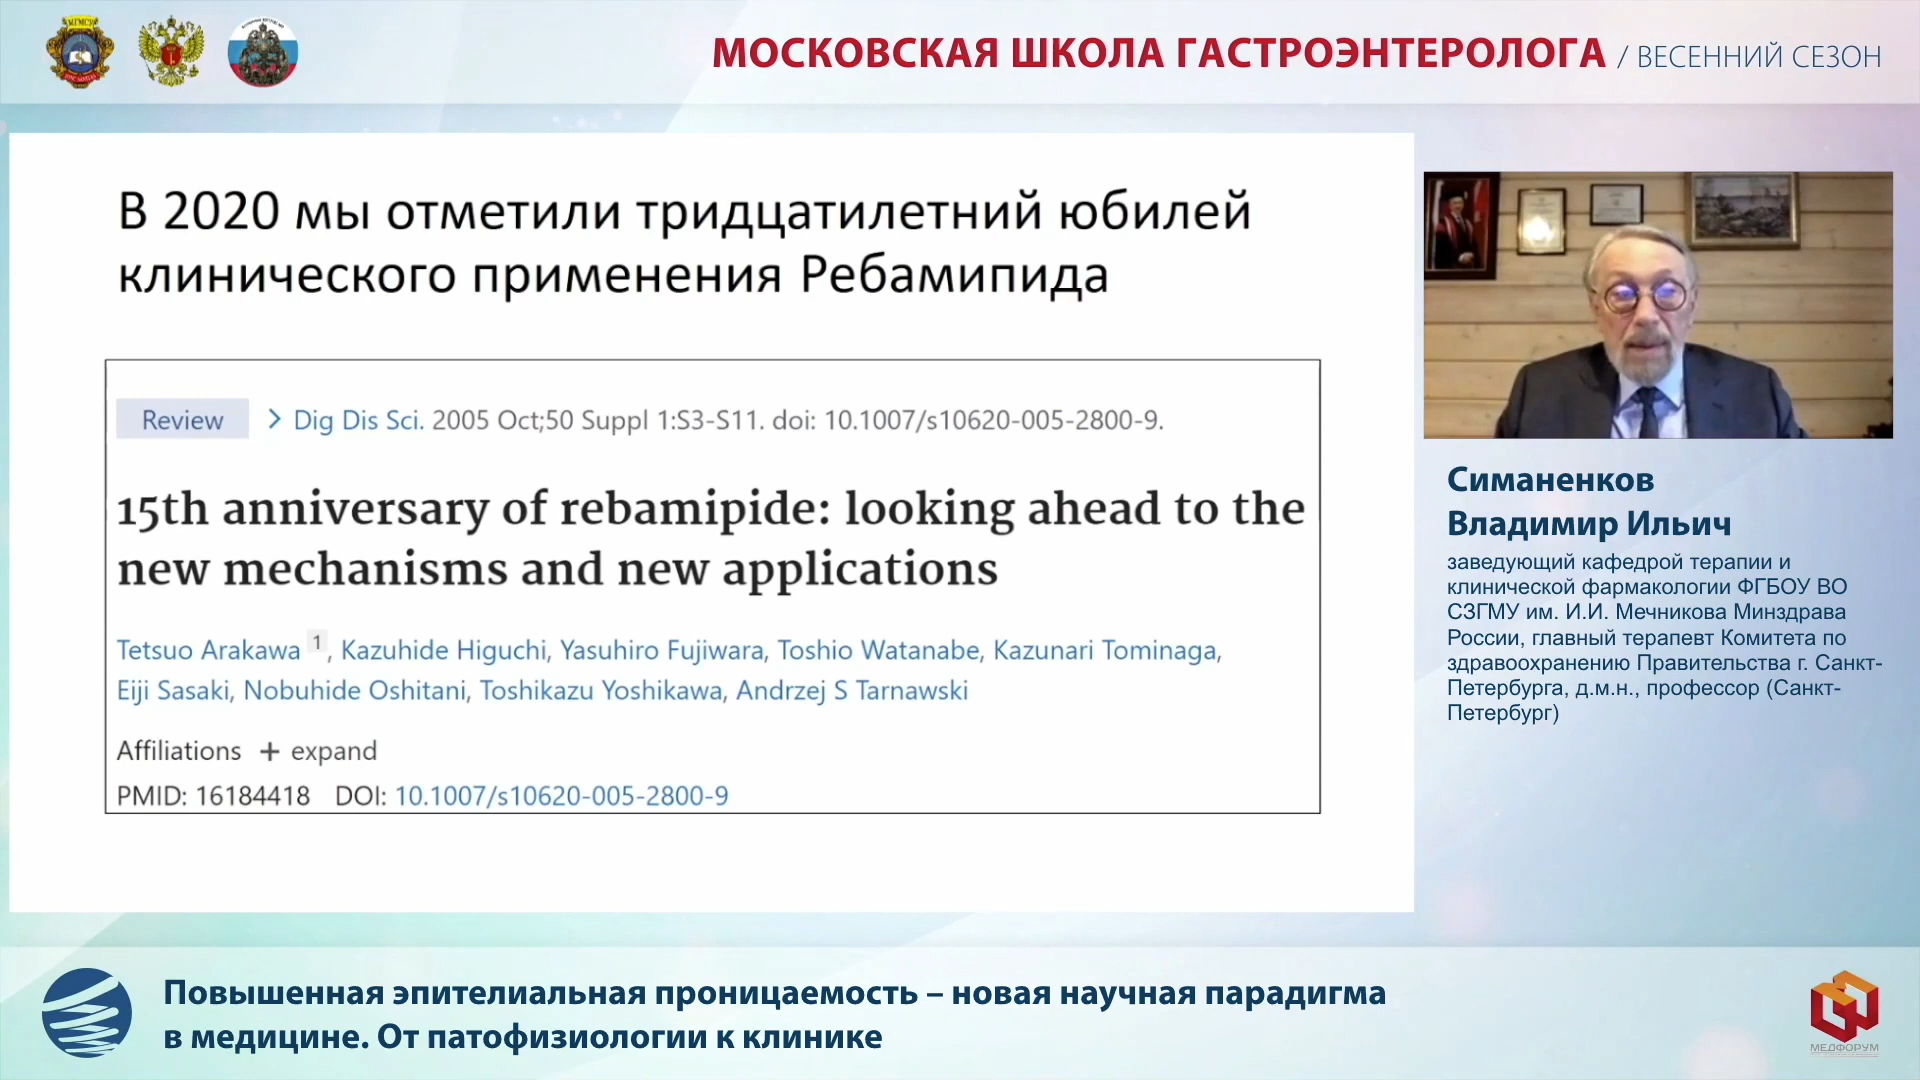 МОСКОВСКАЯ ШКОЛА ГАСТРОЭНТЕРОЛОГА / ВЕСЕННИЙ СЕЗОН
В 2020 мы отметили тридцатилетний юбилей
клинического применения Ребамипида
Review > Dig Dis Sci. 2005 Oct;50 Suppl 1:S3-S11. doi: 10.1007/s10620-005-2800-9.
15th anniversary of rebamipide: looking ahead to the
new mechanisms and new applications
Tetsuo Arakawa 1, Kazuhide Higuchi, Yasuhiro Fujiwara, Toshio Watanabe, Kazunari Tominaga,
Eiji Sasaki, Nobuhide Oshitani, Toshikazu Yoshikawa, Andrzej S Tarnawski
Affiliations + expand
PMID: 16184418 DOI: 10.1007/s10620-005-2800-9
Симаненков
Владимир Ильич
заведующий кафедрой терапии и
клинической фармакологии ФГБОУ ВО
СЗГМУ им. И.И. Мечникова Минздрава
России, главный терапевт Комитета по
здравоохранению Правительства г. Санкт-
Петербурга, д.м.н., профессор (Санкт-
Петербург)
Повышенная эпителиальная проницаемость – новая научная парадигма
в медицине. От патофизиологии к клинике
МЕДФОРУМ